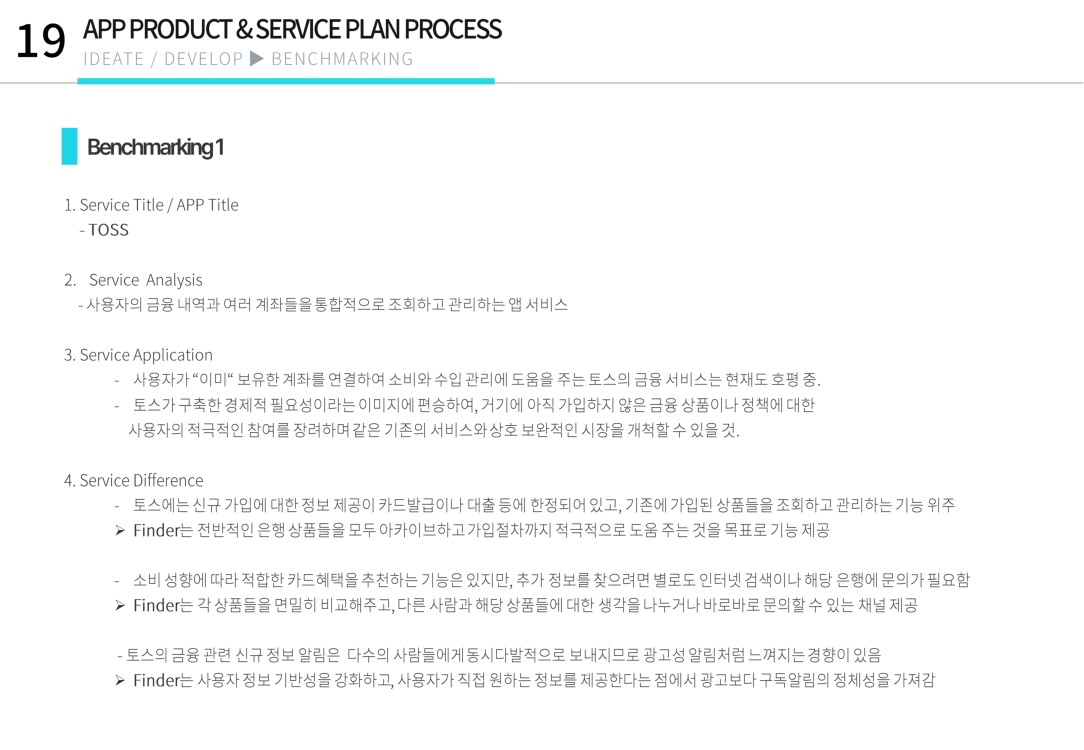 19
APP PRODUCT & SERVICE PLAN PROCESS
IDEATE / DEVELOP ▶ BENCHMARKING
Benchmarking 1
1. Service Title / APP Title
- TOSS
2. Service Analysis
- 사용자의 금융 내역과 여러 계좌들을 통합적으로 조회하고 관리하는 앱 서비스
3. Service Application
- 사용자가 “이미“ 보유한 계좌를 연결하여 소비와 수입 관리에 도움을 주는 토스의 금융 서비스는 현재도 호평 중.
- 토스가 구축한 경제적 필요성이라는 이미지에 편승하여, 거기에 아직 가입하지 않은 금융 상품이나 정책에 대한
사용자의 적극적인 참여를 장려하며 같은 기존의 서비스와 상호 보완적인 시장을 개척할 수 있을 것.
4. Service Difference
- 토스에는 신규 가입에 대한 정보 제공이 카드발급이나 대출 등에 한정되어 있고, 기존에 가입된 상품들을 조회하고 관리하는 기능 위주
➢ Finder는 전반적인 은행 상품들을 모두 아카이브하고 가입절차까지 적극적으로 도움 주는 것을 목표로 기능 제공
- 소비 성향에 따라 적합한 카드혜택을 추천하는 기능은 있지만, 추가 정보를 찾으려면 별로도 인터넷 검색이나 해당 은행에 문의가 필요함
➢ Finder는 각 상품들을 면밀히 비교해주고, 다른 사람과 해당 상품들에 대한 생각을 나누거나 바로바로 문의할 수 있는 채널 제공
- 토스의 금융 관련 신규 정보 알림은 다수의 사람들에게 동시다발적으로 보내지므로 광고성 알림처럼 느껴지는 경향이 있음
➢ Finder는 사용자 정보 기반성을 강화하고, 사용자가 직접 원하는 정보를 제공한다는 점에서 광고보다 구독알림의 정체성을 가져감